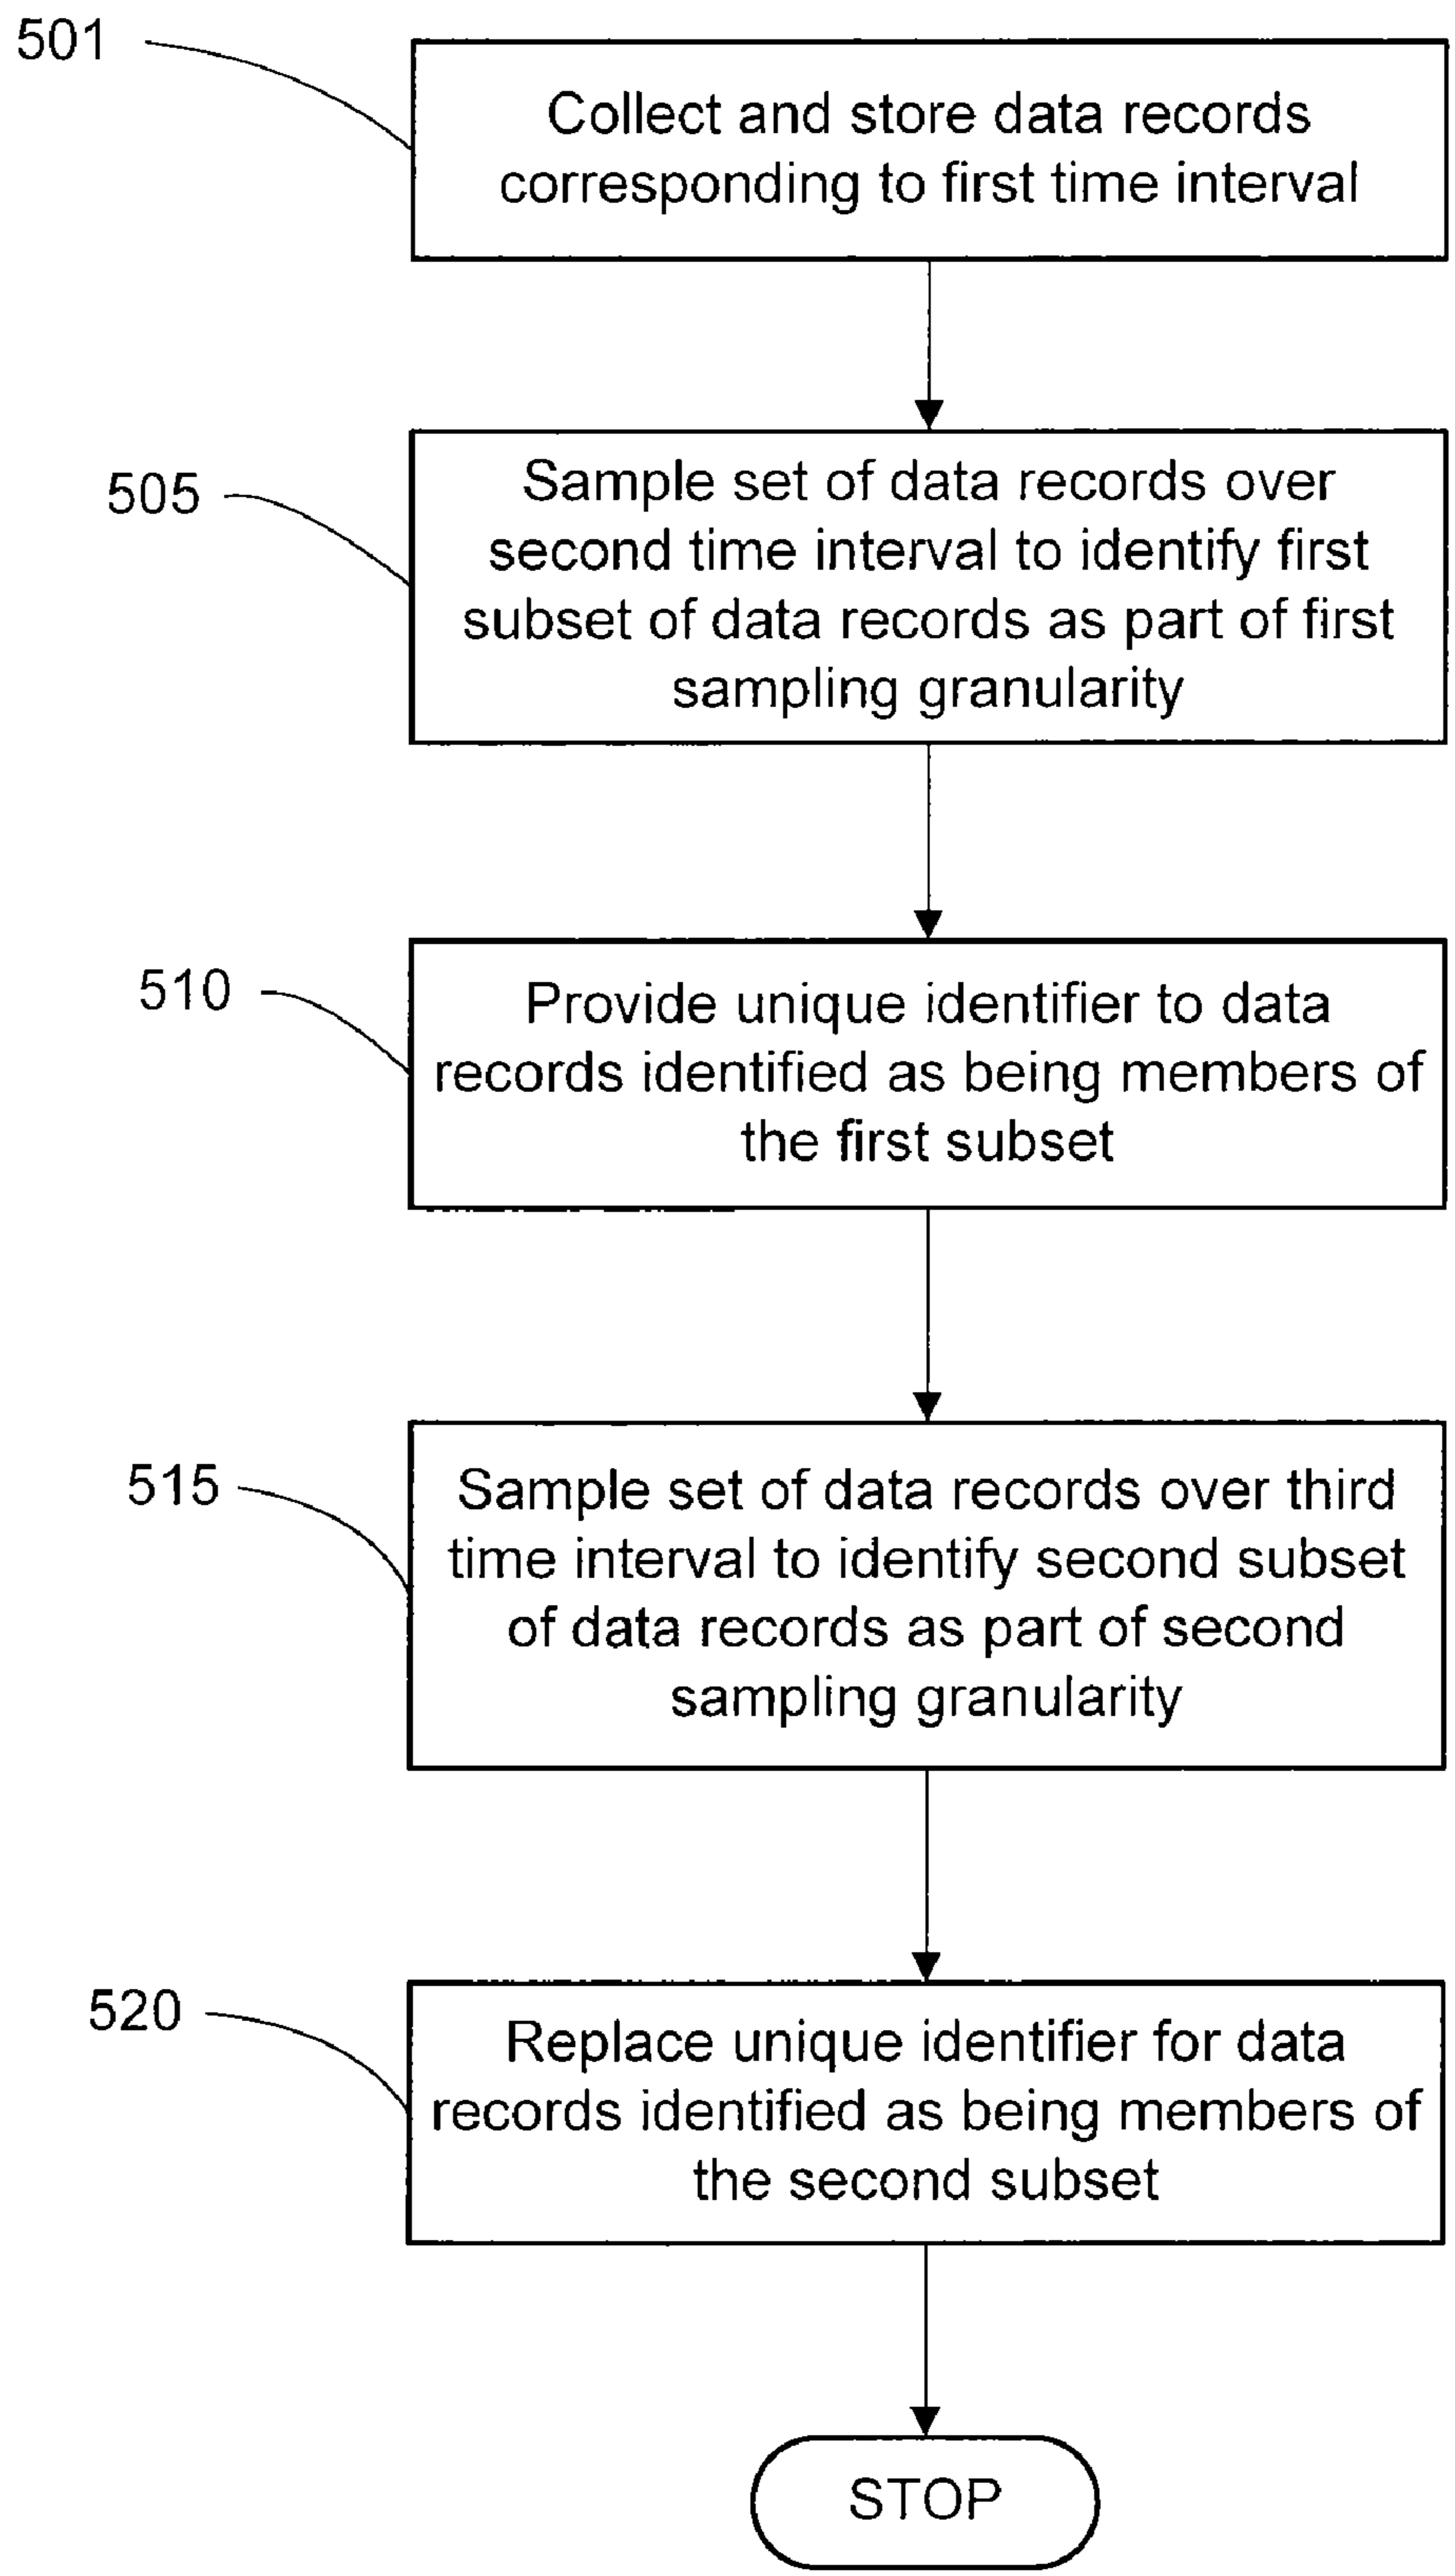 501
Collect and store data records
corresponding to first time interval
505
Sample set of data records over
second time interval to identify first
subset of data records as part of first
sampling granularity
510
Provide unique identifier to data
records identified as being members of
the first subset
515
Sample set of data records over third
time interval to identify second subset
of data records as part of second
sampling granularity
520
Replace unique identifier for data
records identified as being members of
the second subset
STOP